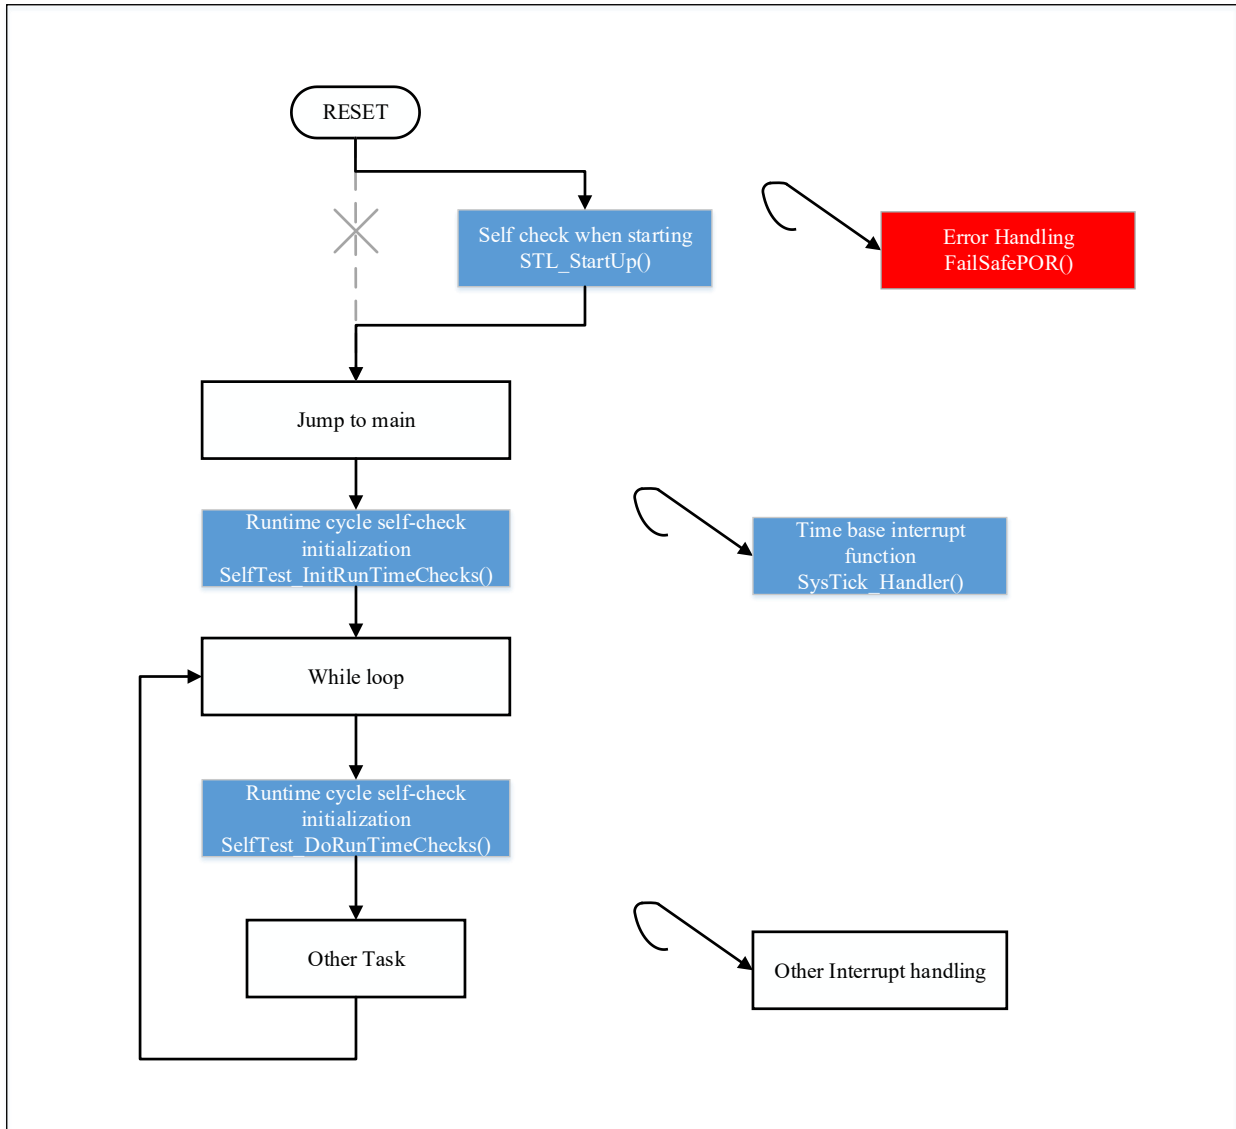 RESET
Self check when starting
STL_StartUp()
Error Handling
FailSafePOR()
Jump to main
Runtime cycle self-check
initialization
SelfTest_InitRunTimeChecks()
Time base interrupt
function
SysTick_Handler()
While loop
Runtime cycle self-check
initialization
SelfTest_DoRunTimeChecks()
Other Task
Other Interrupt handling